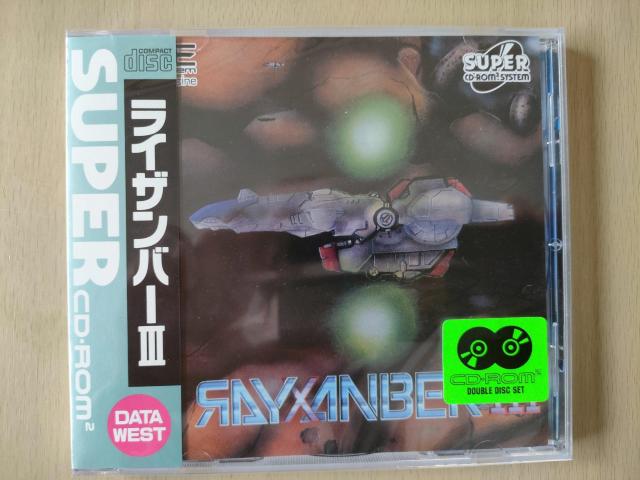 COMPACT
disc
SUPER CD-ROM²
ライザンバーIII
DATA
WEST
ine
SUPER
CD-ROM² SYSTEM
RAYXANBER III
CD-ROM²
DOUBLE DISC SET